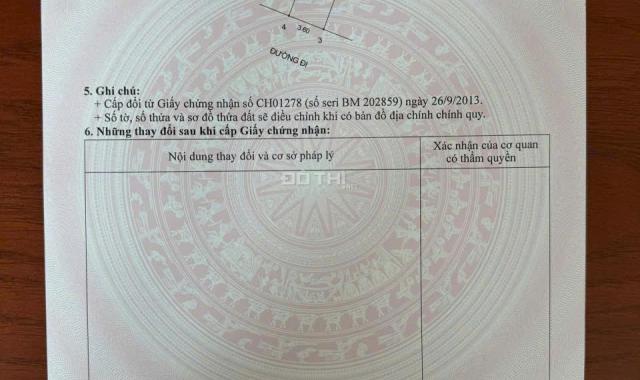 4
3.60
3
ĐƯỜNG ĐI
5. Ghi chú:
+ Cấp đổi từ Giấy chứng nhận số CH01278 (số seri BM 202859) ngày 26/9/2013.
+ Số tờ, số thửa và sơ đồ thửa đất sẽ điều chỉnh khi có bản đồ địa chính chính quy.
6. Những thay đổi sau khi cấp Giấy chứng nhận:
Nội dung thay đổi và cơ sở pháp lý
Xác nhận của cơ quan
có thẩm quyền
ĐÔTHỊ